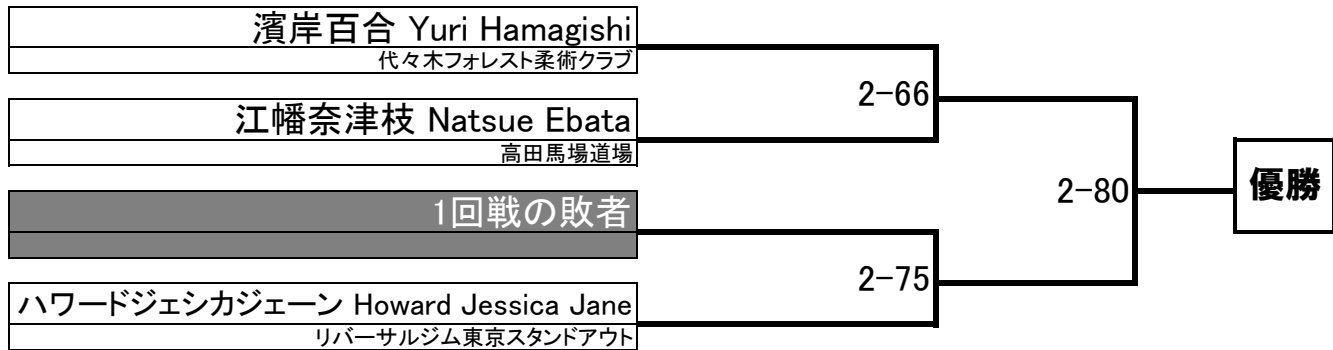 濱岸百合 Yuri Hamagishi
代々木フォレスト柔術クラブ
2-66
江幡奈津枝 Natsue Ebata
高田馬場道場
2-80
優勝
1回戦の敗者
2-75
ハワードジェシカジェーン Howard Jessica Jane
リバーサルジム東京スタンドアウト